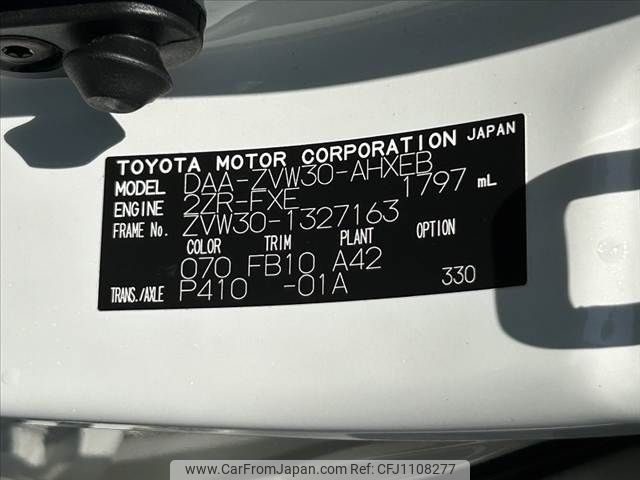 TOYOTA MOTOR CORPORATION JAPAN
MODEL DAA-ZVW30-AHXEB
ENGINE 2ZR-FXE 1797 mL
FRAME No. ZVW30-1327163
COLOR TRIM PLANT OPTION
070 FB10 A42
TRANS./AXLE P410 -01A 330
www.CarFromJapan.com | REF No. CFJ1108277